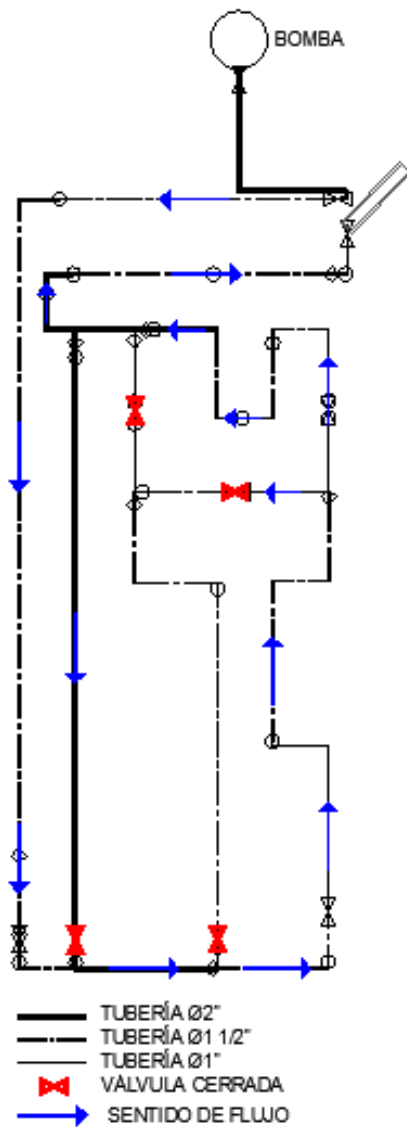 BOMBA
TUBERÍA Ø2"
TUBERÍA Ø1 1/2"
TUBERÍA Ø1"
VÁLVULA CERRADA
SENTIDO DE FLUJO